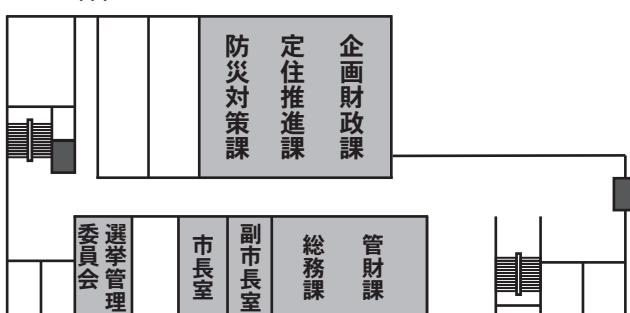 企画財政課
定住推進課
防災対策課
選挙管理
委員会
市長室
副市長室
総務課
管財課